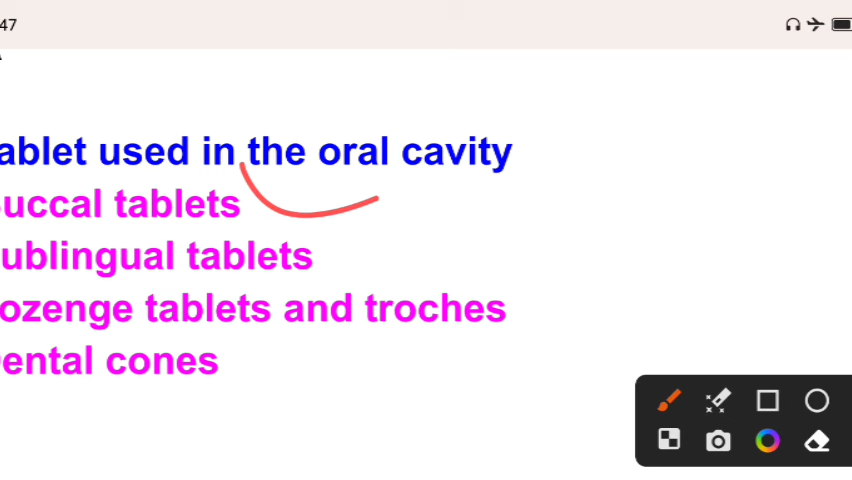 47
ablet used in the oral cavity
uccal tablets
ublingual tablets
ozenge tablets and troches
ental cones